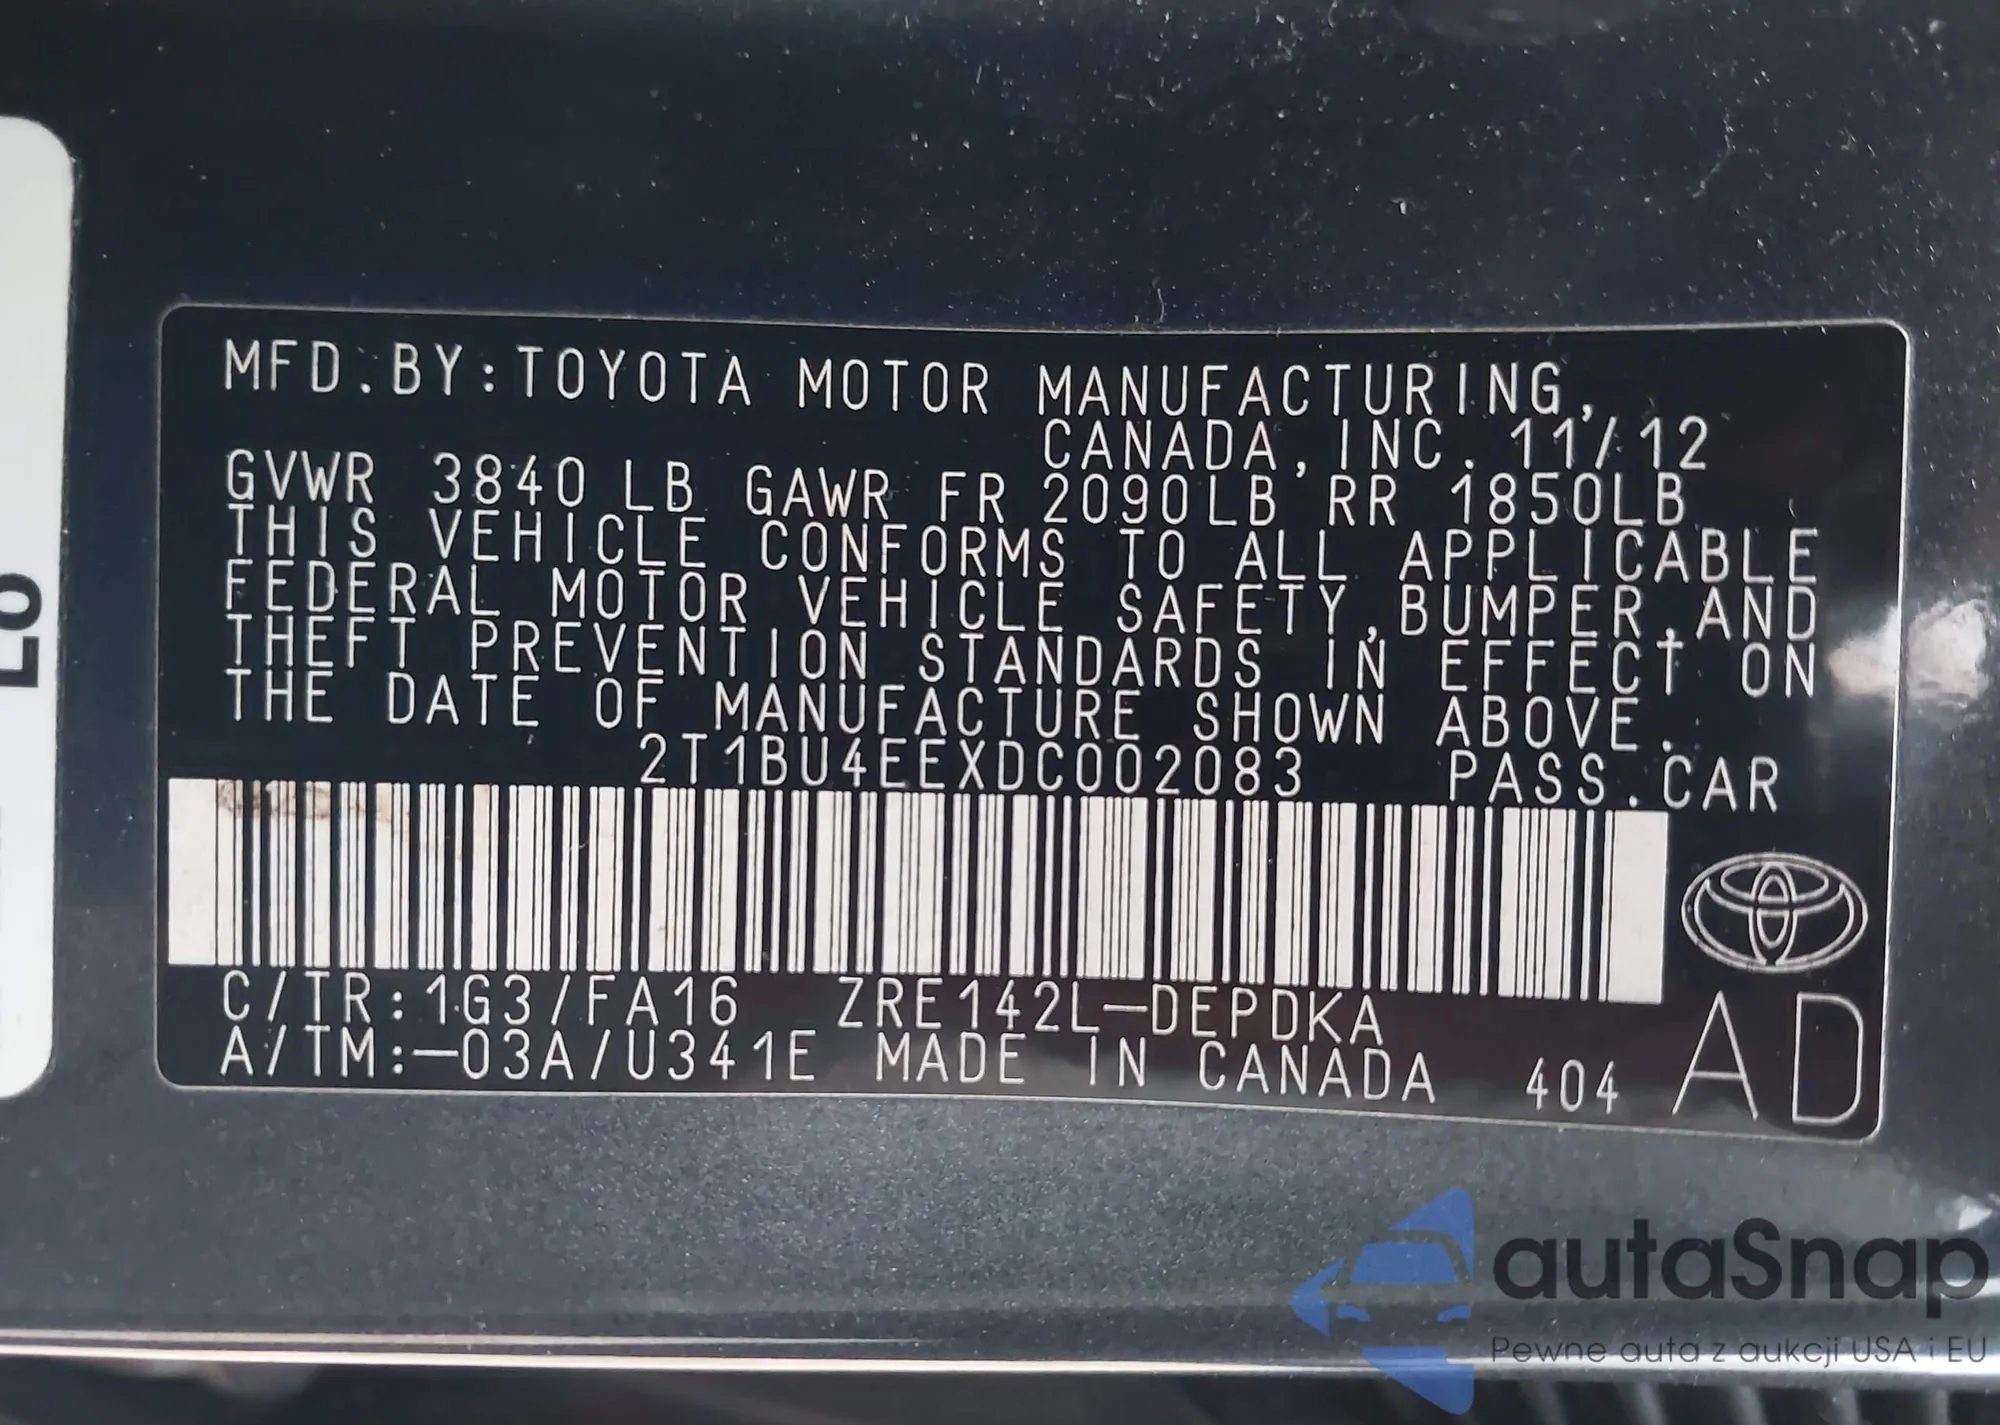 MFD.BY:TOYOTA MOTOR MANUFACTURING,
CANADA, INC. 11/12
GVWR 3840 LB GAWR FR 2090LB RR 1850LB
THIS VEHICLE CONFORMS TO ALL APPLICABLE
FEDERAL MOTOR VEHICLE SAFETY,BUMPER,AND
THEFT PREVENTION STANDARDS IN EFFECT ON
THE DATE OF MANUFACTURE SHOWN ABOVE.
2T1BU4EEXDC002083 PASS.CAR
C/TR:1G3/FA16 ZRE142L-DEPDKA
A/TM:-03A/U341E MADE IN CANADA 404 AD
autaSnap
Pewne auta z aukcji USA i EU